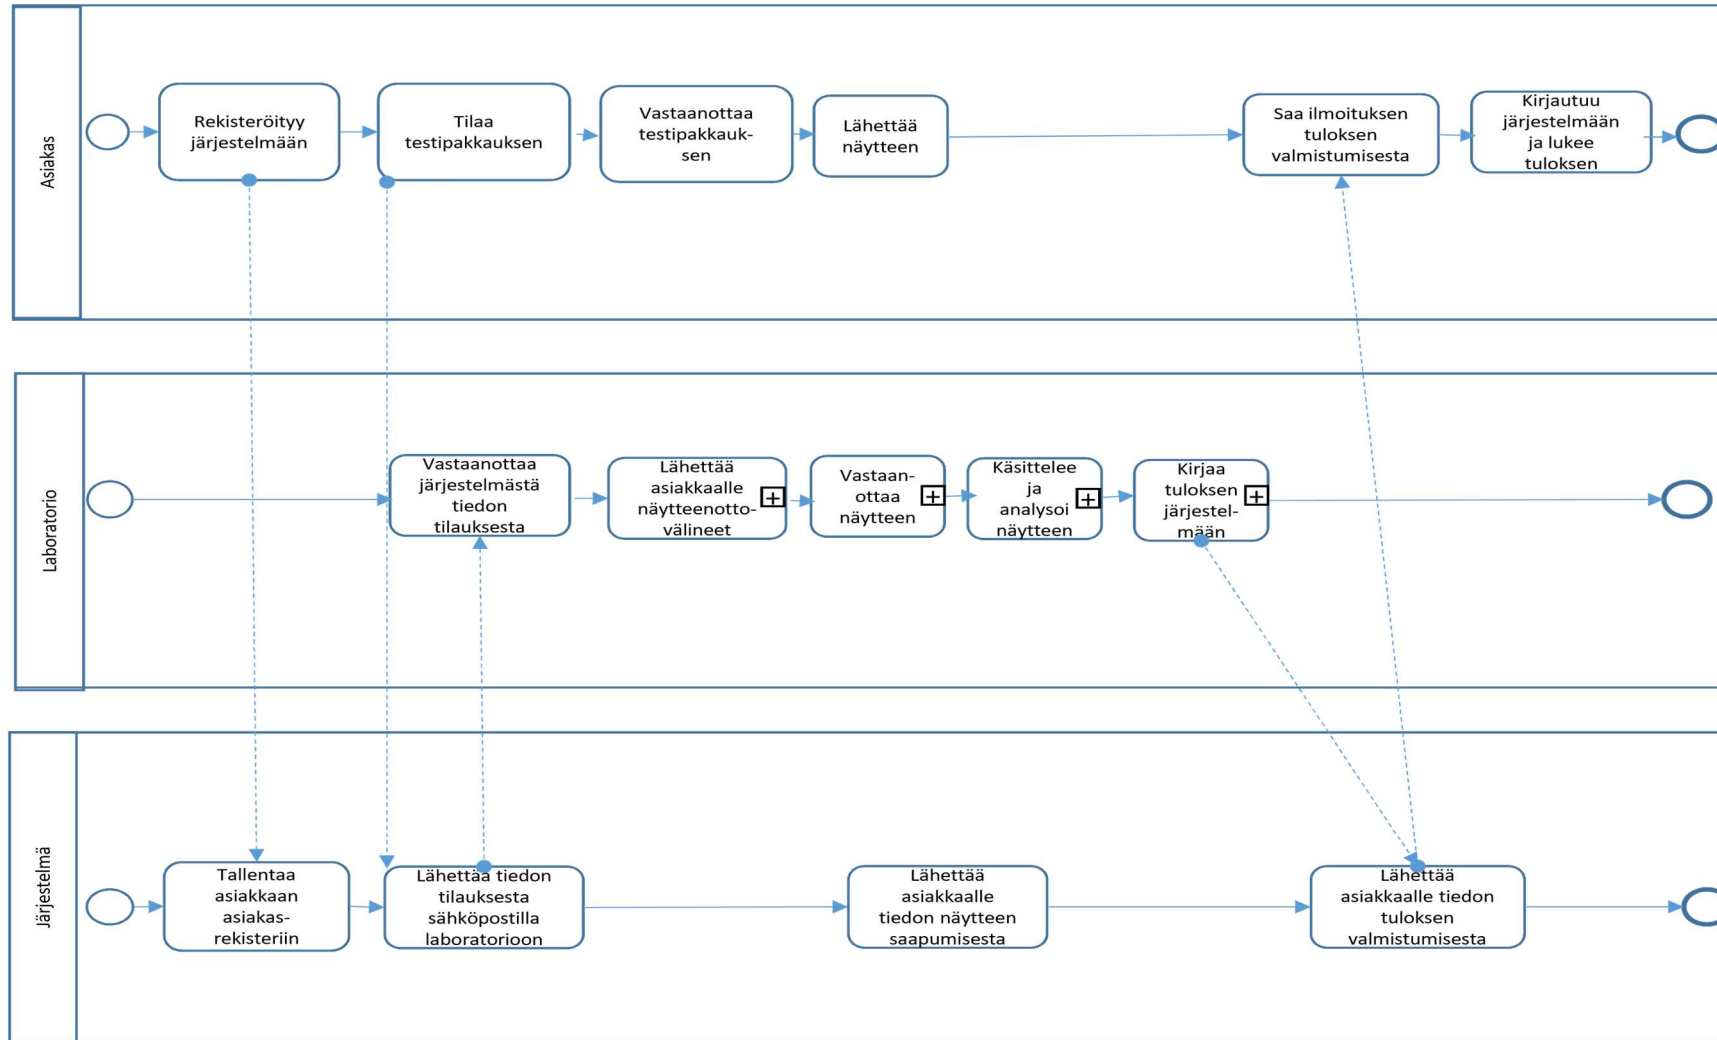 Asiakas
Rekisteröityy
järjestelmään
Tilaa
testipakkauksen
Vastaanottaa
testipakkauk-
sen
Lähettää
näytteen
Saa ilmoituksen
tuloksen
valmistumisesta
Kirjautuu
järjestelmään
ja lukee
tuloksen
Laboratorio
Vastaanottaa
järjestelmästä
tiedon
tilauksesta
Lähettää
asiakkaalle
näytteenotto-
välineet
Vastaan-
ottaa
näytteen
Käsittelee
ja
analysoi
näytteen
Kirjaa
tuloksen
järjestel-
mään
Järjestelmä
Tallentaa
asiakkaan
asiakas-
rekisteriin
Lähettää tiedon
tilauksesta
sähköpostilla
laboratorioon
Lähettää
asiakkaalle
tiedon näytteen
saapumisesta
Lähettää
asiakkaalle tiedon
tuloksen
valmistumisesta